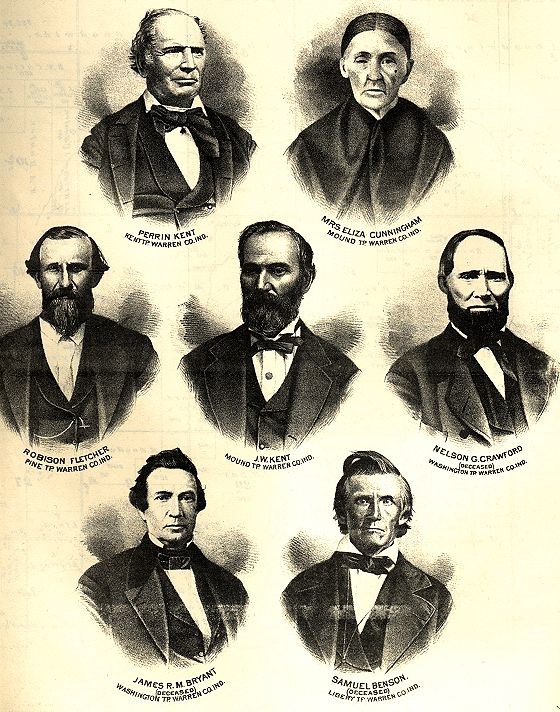 PERRIN KENT
KENT TP. WARREN CO. IND.
MRS. ELIZA CUNNINGHAM
MOUND TP. WARREN CO. IND.
ROBISON FLETCHER
PINE TP. WARREN CO. IND.
J.W. KENT
MOUND TP. WARREN CO. IND.
NELSON G. CRAWFORD
(DECEASED)
WASHINGTON TP. WARREN CO. IND.
JAMES R. M. BRYANT
(DECEASED)
WASHINGTON TP. WARREN CO. IND.
SAMUEL BENSON.
(DECEASED)
LIBERTY TP. WARREN CO. IND.